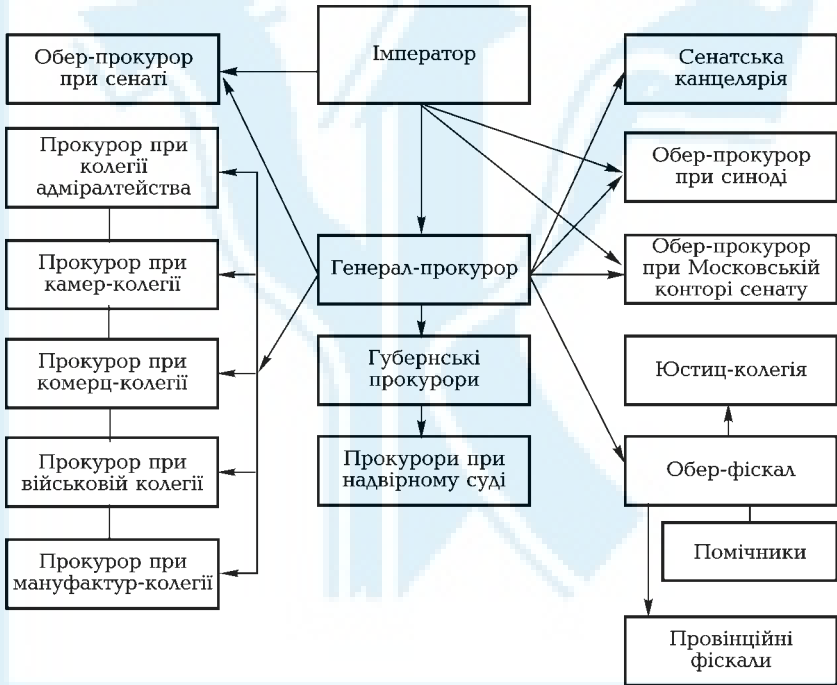 Обер-прокурор
при сенаті
Імператор
Сенатська
канцелярія
Прокурор при
колегії
адміралтейства
Обер-прокурор
при синоді
Прокурор при
камер-колегії
Генерал-прокурор
Обер-прокурор
при Московській
конторі сенату
Прокурор при
комерц-колегії
Губернські
прокурори
Юстиц-колегія
Прокурор при
військовій колегії
Прокурори при
надвірному суді
Обер-фіскал
Прокурор при
мануфактур-колегії
Помічники
Провінційні
фіскали